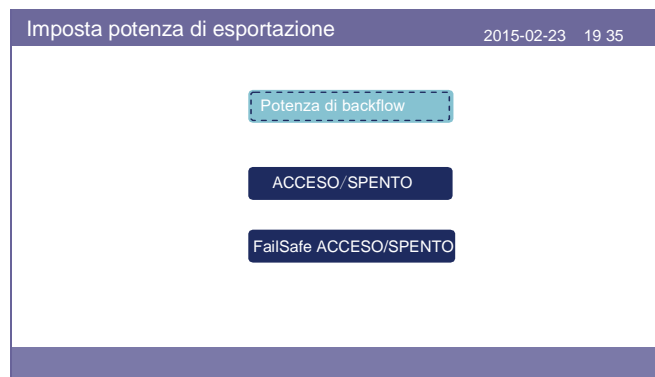 Imposta potenza di esportazione 2015-02-23 19 35
Potenza di backflow
ACCESO/SPENTO
FailSafe ACCESO/SPENTO